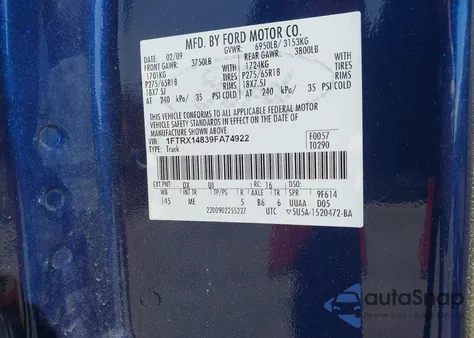 MFD. BY FORD MOTOR CO.
DATE: 02/09 GVWR: 6950LB/ 3153KG
FRONT GAWR: 3750LB REAR GAWR: 3800LB
1701KG 1724KG
P275/65R18 TIRES P275/65R18 TIRES
18X7.5J RIMS 18X7.5J RIMS
AT 240 kPa/ 35 PSI COLD AT 240 kPa/ 35 PSI COLD
THIS VEHICLE CONFORMS TO ALL APPLICABLE FEDERAL MOTOR
VEHICLE SAFETY STANDARDS IN EFFECT ON THE DATE OF
MANUFACTURE SHOWN ABOVE.
VIN: 1FTRX14839FA74922 F0057
TYPE: Truck T0290
EXT PNT: DX UI RC: 16 DSO:
WB INT TR TP/PS R AXLE TR SPR 9F614
145 ME 5 B6 6 UUAA D05
2200902255227 UTC 5U5A-1520472-BA
autoSnap